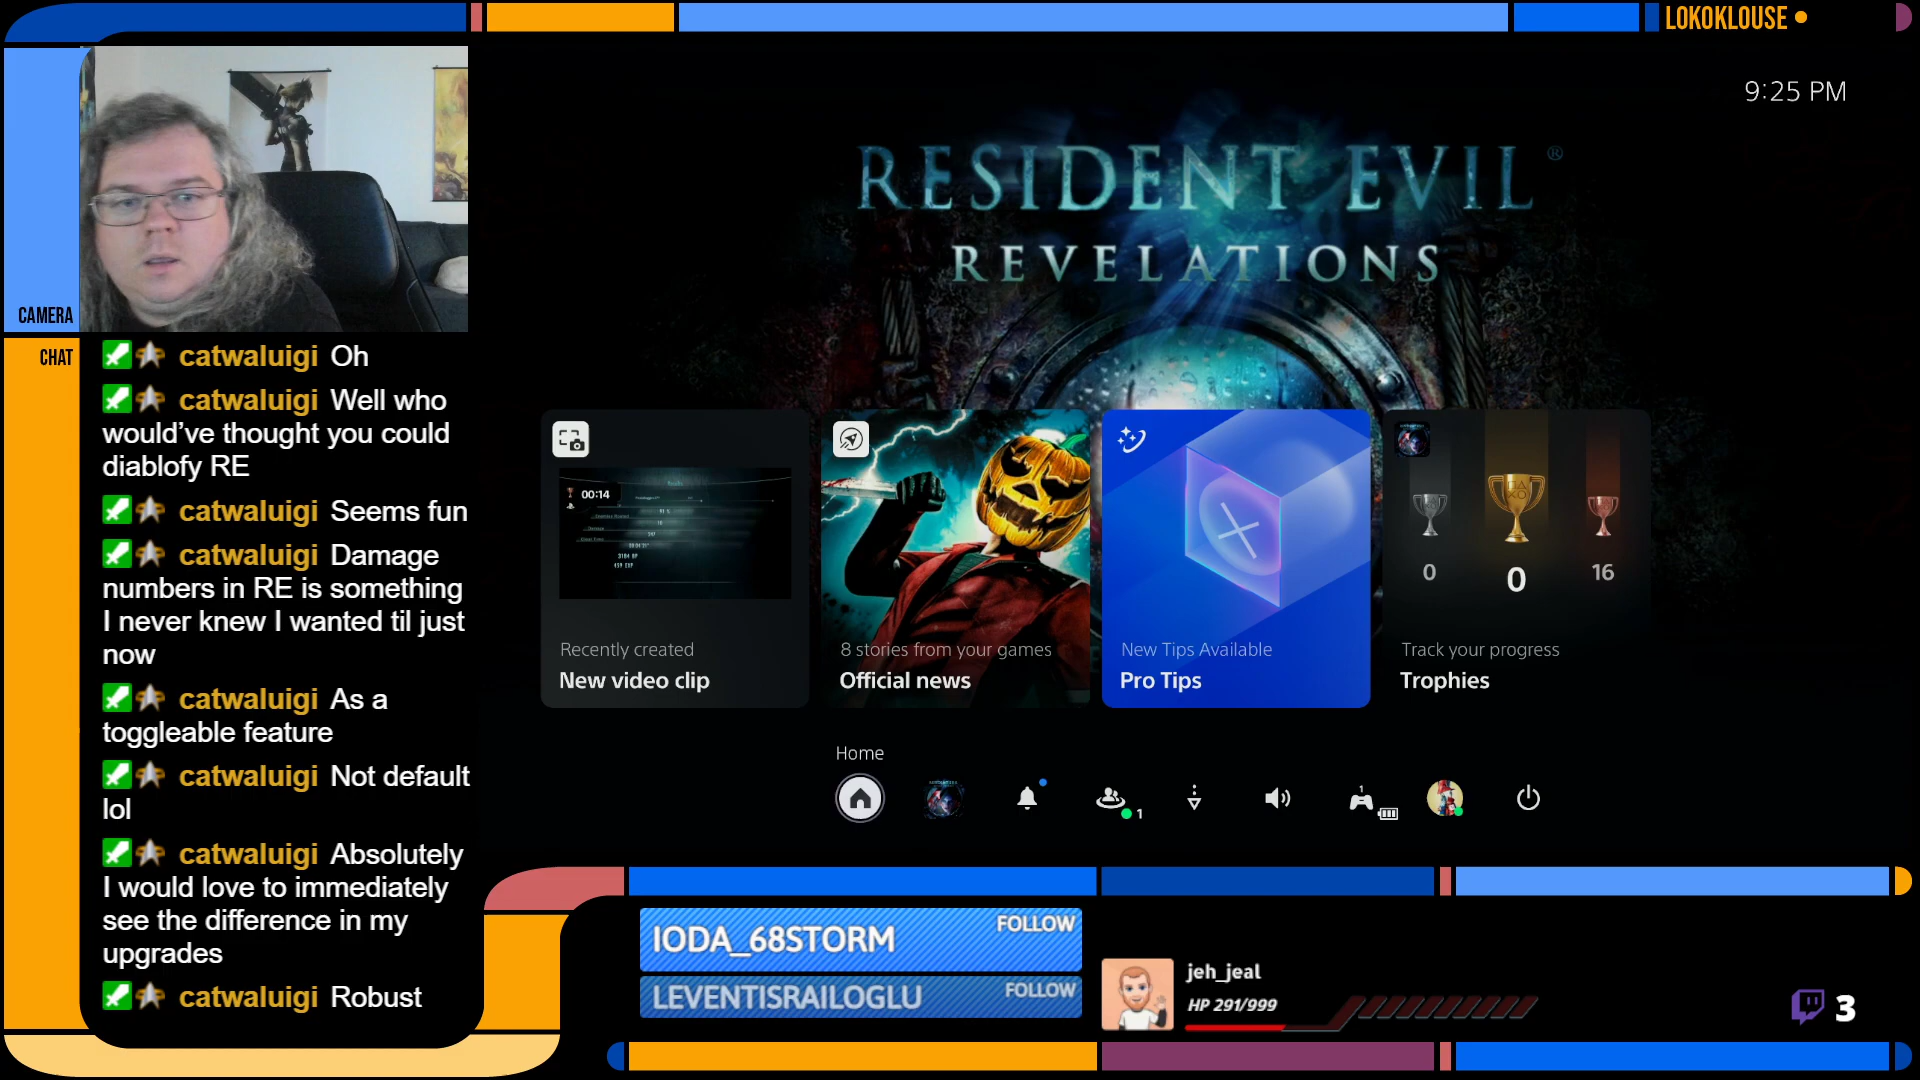 LOKOKLOUSE
9:25 PM
RESIDENT EVIL®
REVELATIONS
CAMERA
CHAT
catwaluigi Oh
catwaluigi Well who
would’ve thought you could
diablofy RE
catwaluigi Seems fun
catwaluigi Damage
numbers in RE is something
I never knew I wanted til just
now
catwaluigi As a
toggleable feature
catwaluigi Not default
lol
catwaluigi Absolutely
I would love to immediately
see the difference in my
upgrades
catwaluigi Robust
00:14
Recently created
New video clip
8 stories from your games
Official news
New Tips Available
Pro Tips
0
0
16
Track your progress
Trophies
Home
1
1
IODA_68STORM FOLLOW
LEVENTISRAILOGLU FOLLOW
jeh_jeal
HP 291/999
3